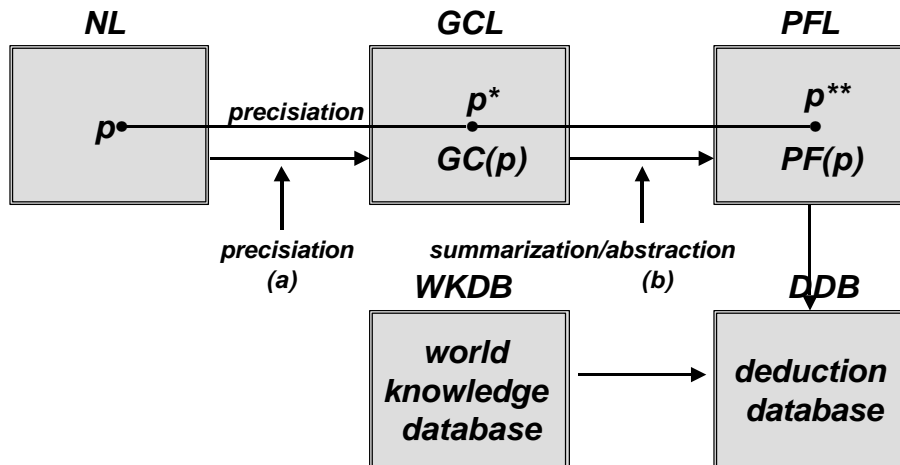 NL GCL PFL
p precisiation p* p**
GC(p) PF(p)
precisiation summarization/abstraction
(a) (b)
WKDB DDB
world
knowledge
database
deduction
database